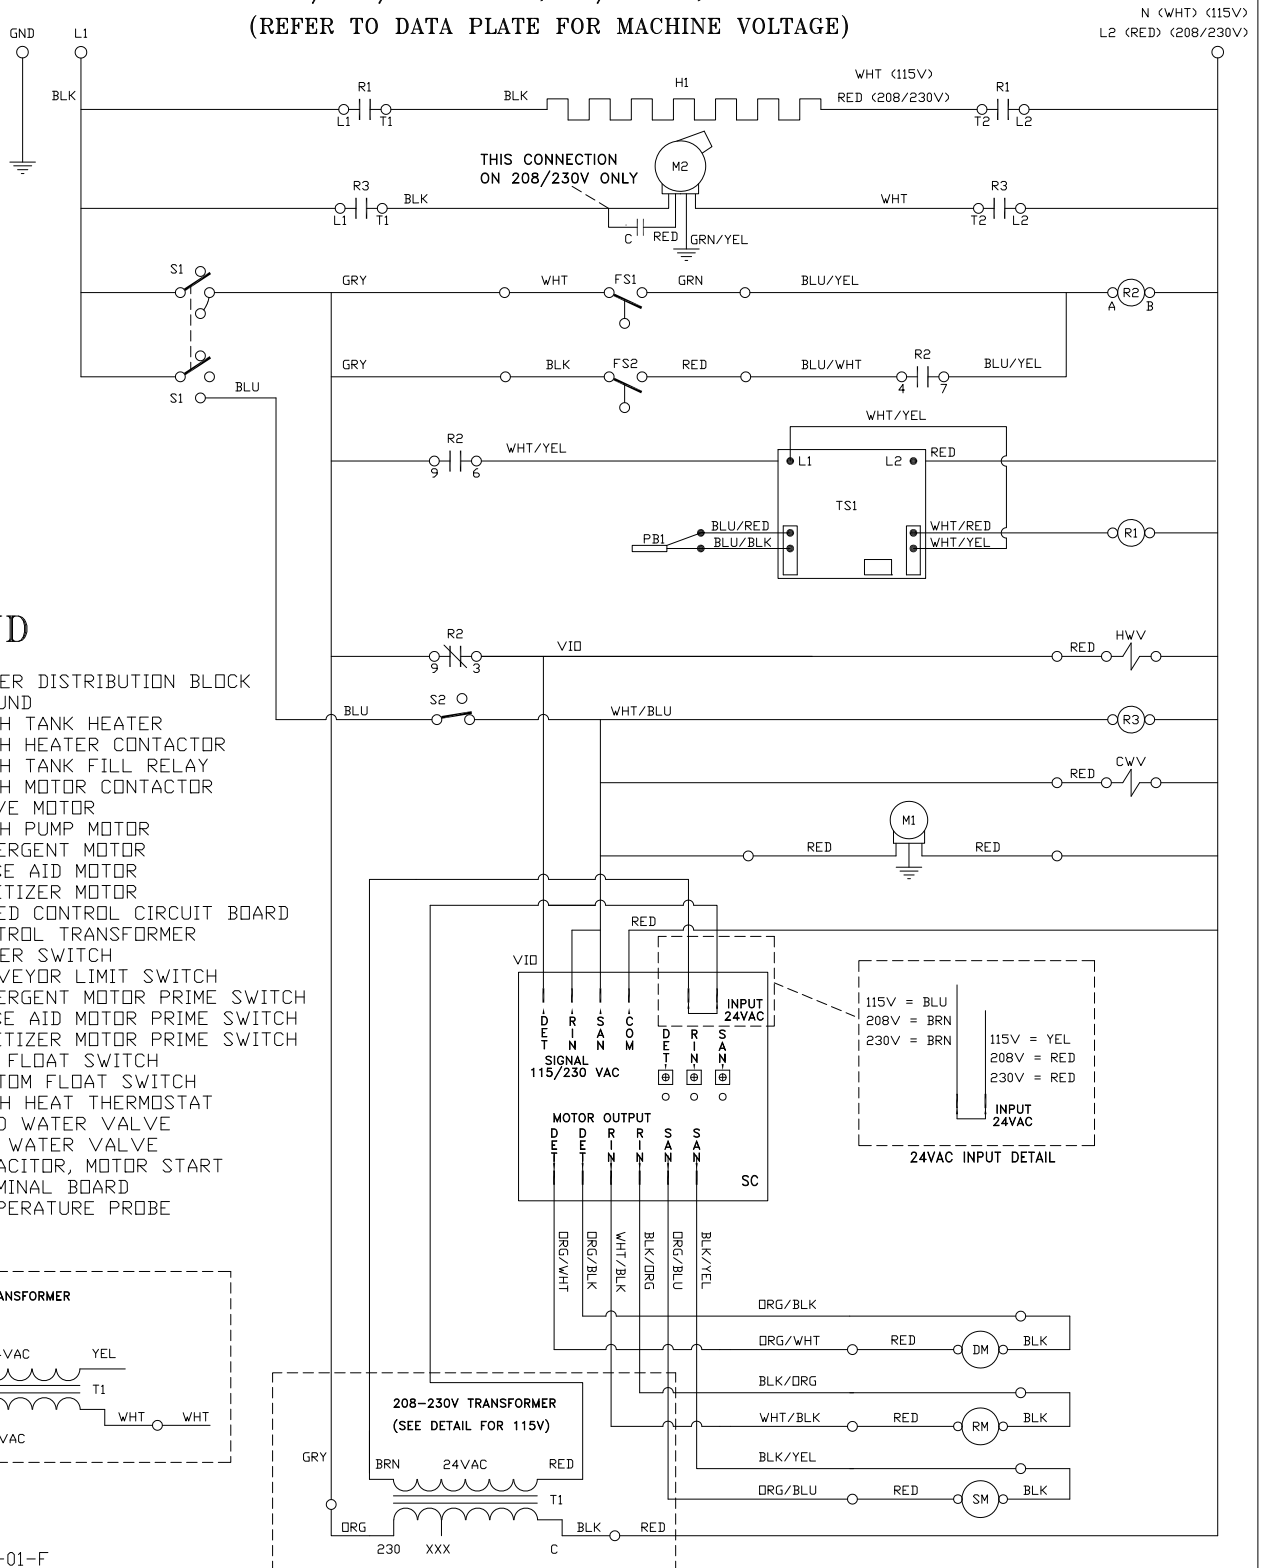 (REFER TO DATA PLATE FOR MACHINE VOLTAGE)
N (WHT) (115V)
L2 (RED) (208/230V)
GND
L1
BLK
R1
L1
T1
BLK
H1
WHT (115V)
RED (208/230V)
R1
T2
L2
THIS CONNECTION
ON 208/230V ONLY
M2
R3
L1
T1
BLK
C
RED
GRN/YEL
WHT
R3
T2
L2
S1
GRY
WHT
FS1
GRN
BLU/YEL
R2
A
B
S1
BLU
GRY
BLK
FS2
RED
BLU/WHT
R2
4
7
BLU/YEL
WHT/YEL
R2
9
6
WHT/YEL
L1
L2
RED
TS1
PB1
BLU/RED
BLU/BLK
WHT/RED
WHT/YEL
R1
R2
9
3
VIO
RED
HWV
BLU
S2
WHT/BLU
R3
RED
CWV
M1
RED
RED
ND
ER DISTRIBUTION BLOCK
UND
H TANK HEATER
H HEATER CONTACTOR
H TANK FILL RELAY
H MOTOR CONTACTOR
VE MOTOR
H PUMP MOTOR
ERGENT MOTOR
SE AID MOTOR
ITIZER MOTOR
ED CONTROL CIRCUIT BOARD
TROL TRANSFORMER
ER SWITCH
VEYOR LIMIT SWITCH
ERGENT MOTOR PRIME SWITCH
SE AID MOTOR PRIME SWITCH
ITIZER MOTOR PRIME SWITCH
FLOAT SWITCH
TOM FLOAT SWITCH
H HEAT THERMOSTAT
D WATER VALVE
WATER VALVE
ACITOR, MOTOR START
MINAL BOARD
PERATURE PROBE
RED
VIO
DET
RIN
SAN
COM
SIGNAL
115/230 VAC
INPUT
24VAC
DET
RIN
SAN
MOTOR OUTPUT
DET
DET
RIN
RIN
SAN
SAN
SC
115V = BLU
208V = BRN
230V = BRN
115V = YEL
208V = RED
230V = RED
INPUT
24VAC
24VAC INPUT DETAIL
ORG/WHT
ORG/BLK
WHT/BLK
BLK/ORG
ORG/BLU
BLK/YEL
ORG/BLK
ORG/WHT
RED
DM
BLK
BLK/ORG
WHT/BLK
RED
RM
BLK
BLK/YEL
ORG/BLU
RED
SM
BLK
ANSFORMER
VAC
YEL
T1
WHT
WHT
VAC
208-230V TRANSFORMER
(SEE DETAIL FOR 115V)
GRY
BRN
24VAC
RED
T1
ORG
230
XXX
C
BLK
RED
-01-F